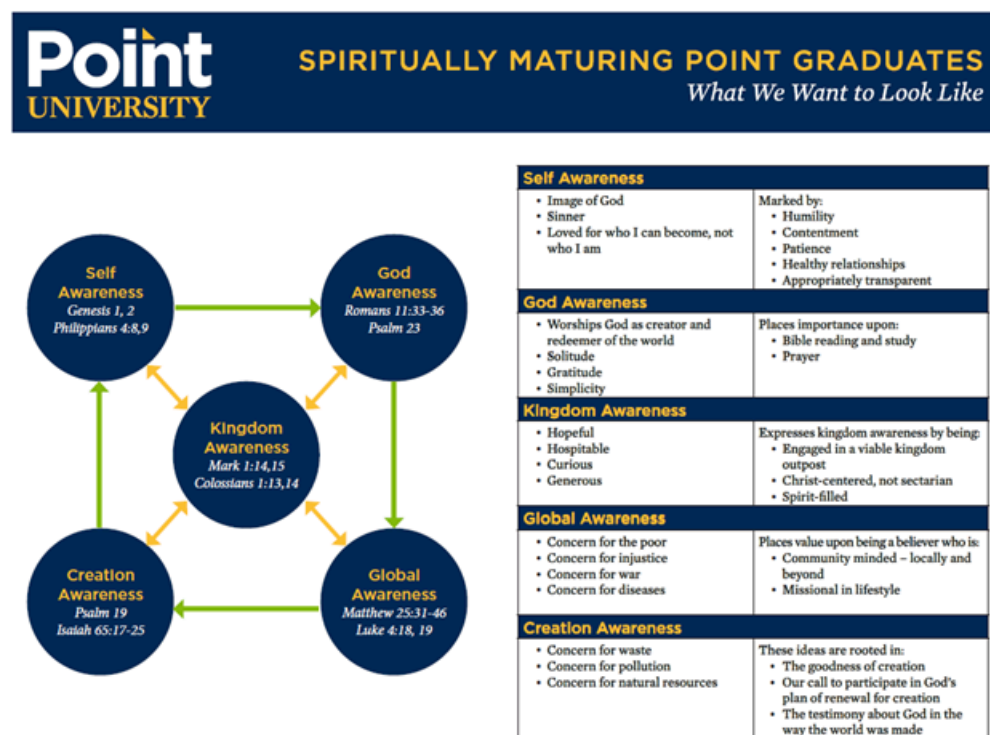 Point
UNIVERSITY
SPIRITUALLY MATURING POINT GRADUATES
What We Want to Look Like
Self
Awareness
Genesis 1, 2
Philippians 4:8,9
God
Awareness
Romans 11:33-36
Psalm 23
Kingdom
Awareness
Mark 1:14,15
Colossians 1:13,14
Creation
Awareness
Psalm 19
Isaiah 65:17-25
Global
Awareness
Matthew 25:31-46
Luke 4:18, 19
Self Awareness
• Image of God
• Sinner
• Loved for who I can become, not
who I am
Marked by:
• Humility
• Contentment
• Patience
• Healthy relationships
• Appropriately transparent
God Awareness
• Worships God as creator and
redeemer of the world
• Solitude
• Gratitude
• Simplicity
Places importance upon:
• Bible reading and study
• Prayer
Kingdom Awareness
• Hopeful
• Hospitable
• Curious
• Generous
Expresses kingdom awareness by being:
• Engaged in a viable kingdom
outpost
• Christ-centered, not sectarian
• Spirit-filled
Global Awareness
• Concern for the poor
• Concern for injustice
• Concern for war
• Concern for diseases
Places value upon being a believer who is:
• Community minded – locally and
beyond
• Missional in lifestyle
Creation Awareness
• Concern for waste
• Concern for pollution
• Concern for natural resources
These ideas are rooted in:
• The goodness of creation
• Our call to participate in God's
plan of renewal for creation
• The testimony about God in the
way the world was made